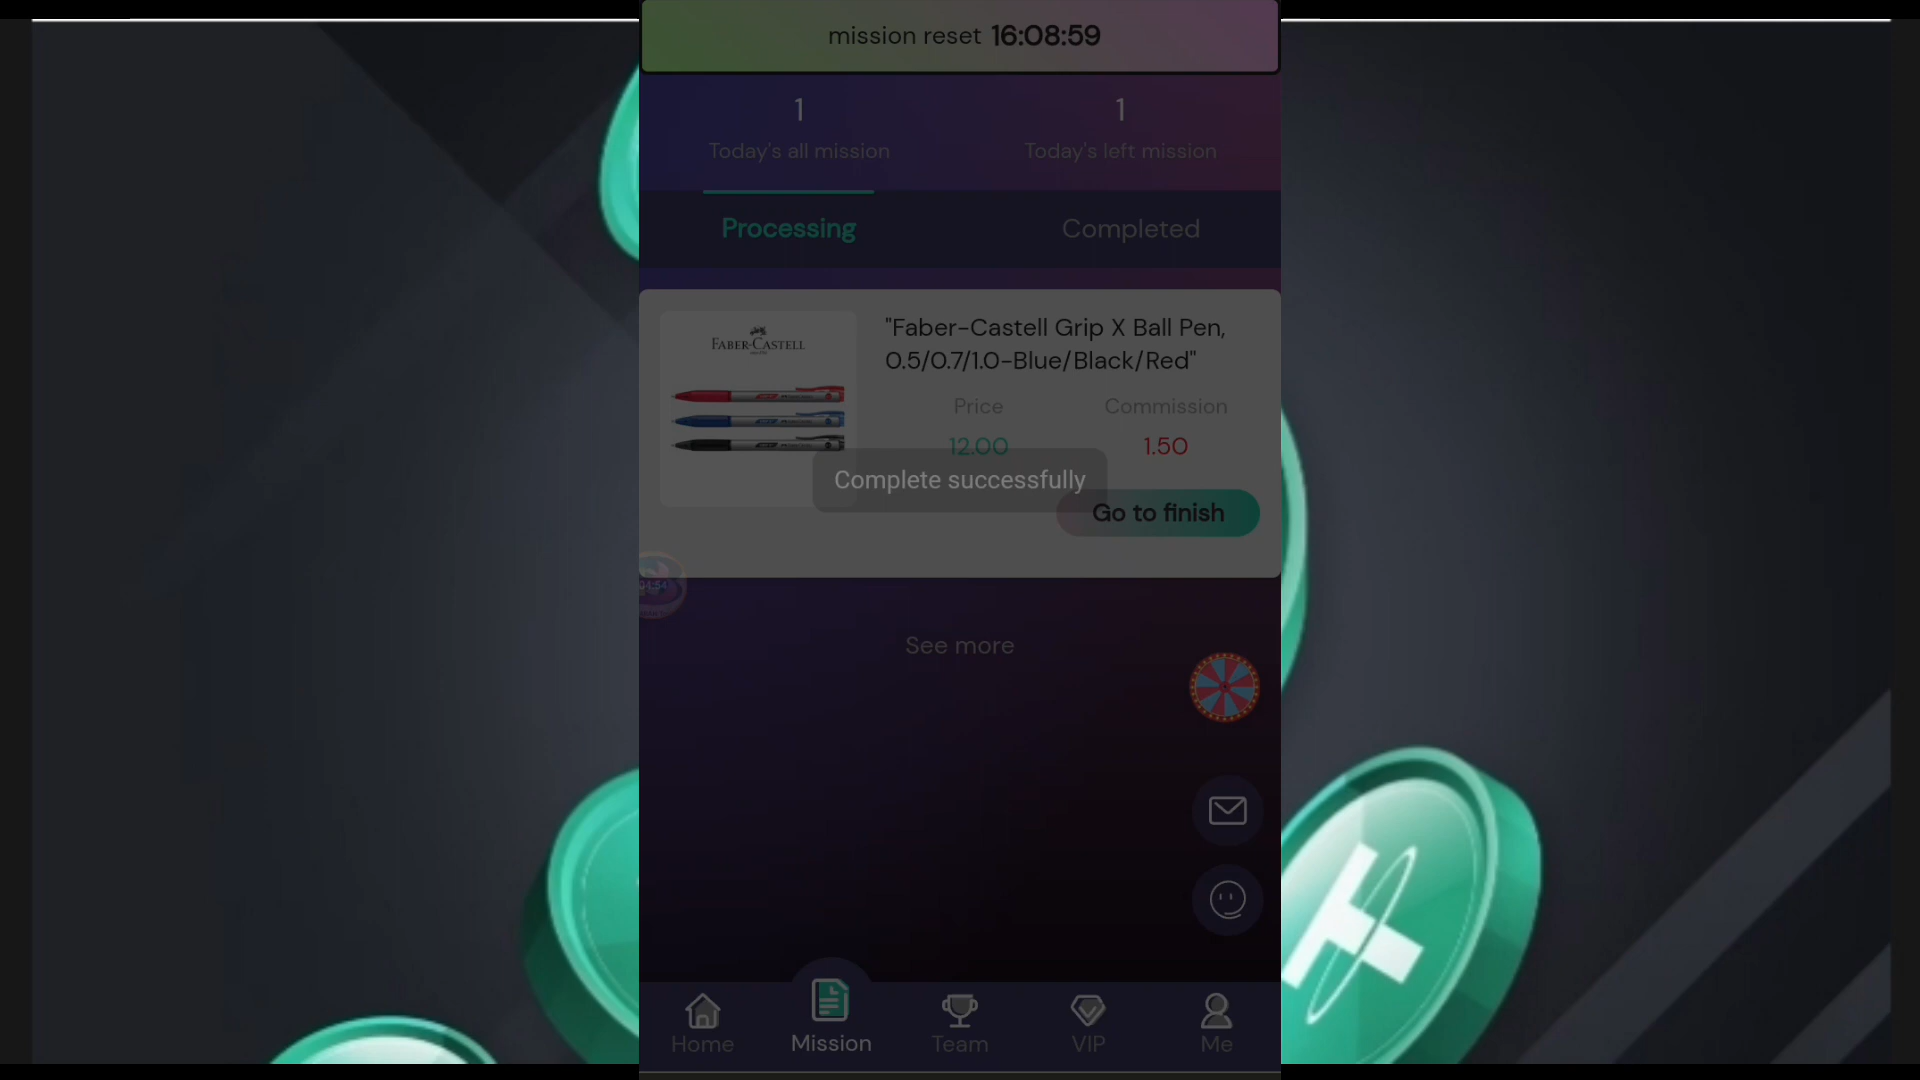 mission reset 16:08:59
1
1
Today's all mission
Today's left mission
Processing
Completed
FABER-CASTELL
"Faber-Castell Grip X Ball Pen,
0.5/0.7/1.0-Blue/Black/Red"
Price
Commission
12.00
1.50
Complete successfully
Go to finish
See more
Home
Mission
Team
VIP
Me